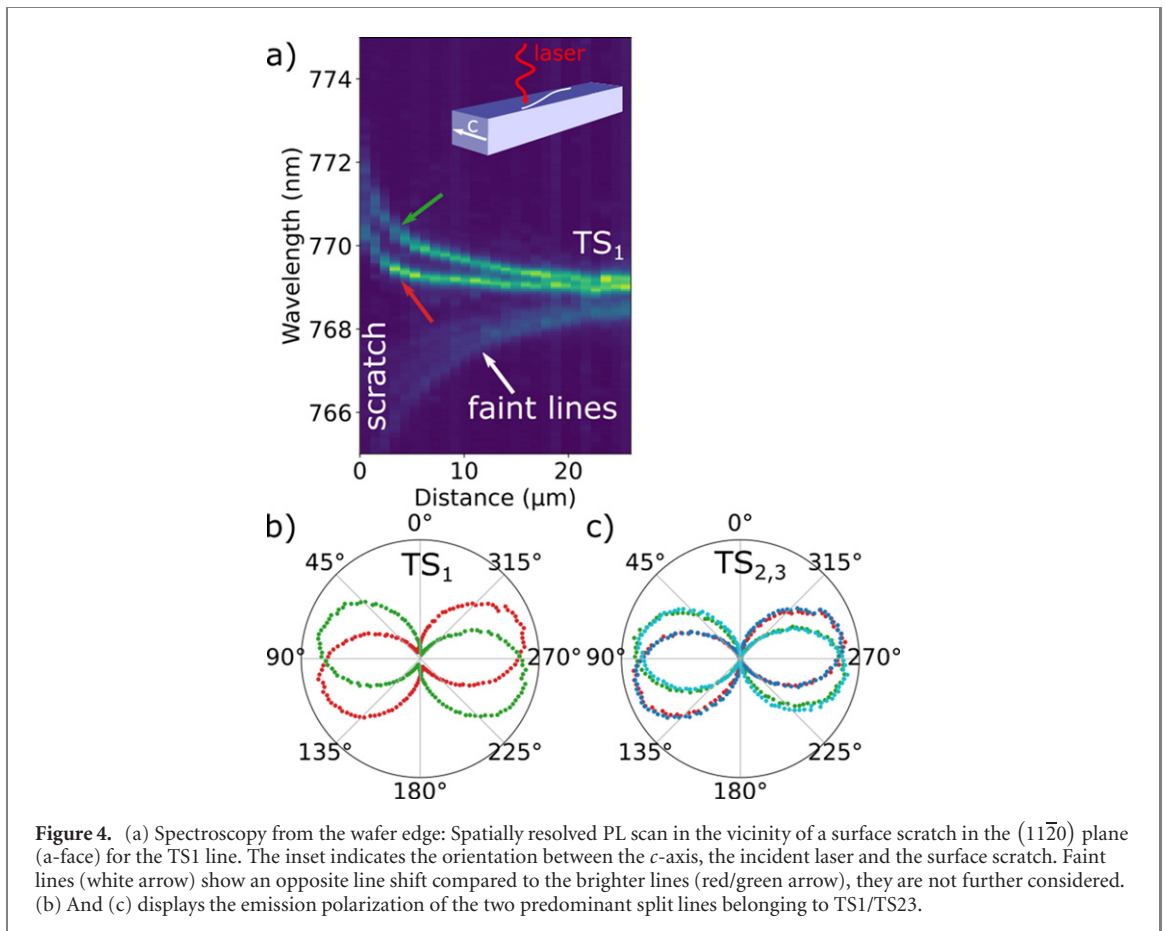 a)
laser
c
774
772
770
768
766
Wavelength (nm)
TS1
scratch
faint lines
0 10 20
Distance (μm)
b) 0° c) 0°
45° TS1 315° 45° TS2,3 315°
90° 270° 90° 270°
135° 225° 135° 225°
180° 180°
Figure 4. (a) Spectroscopy from the wafer edge: Spatially resolved PL scan in the vicinity of a surface scratch in the (112̅0) plane
(a-face) for the TS1 line. The inset indicates the orientation between the c-axis, the incident laser and the surface scratch. Faint
lines (white arrow) show an opposite line shift compared to the brighter lines (red/green arrow), they are not further considered.
(b) And (c) displays the emission polarization of the two predominant split lines belonging to TS1/TS23.